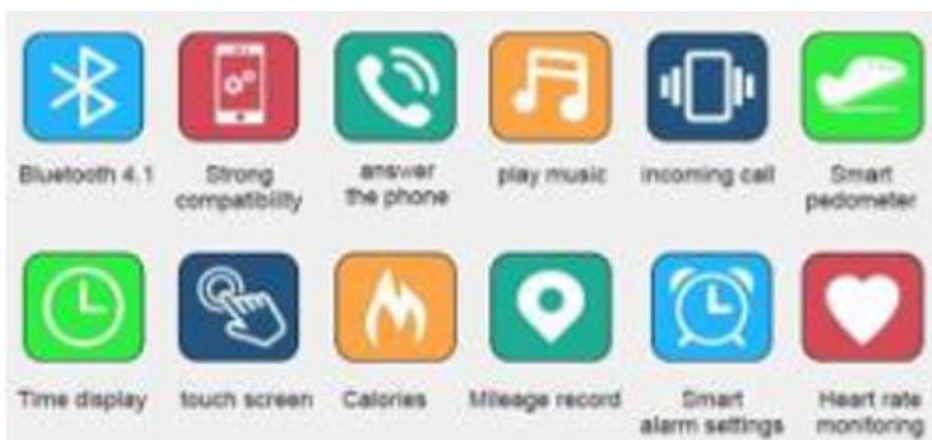 Bluetooth 4.1
Strong
compatibility
answer
the phone
play music
incoming call
Smart
pedometer
Time display
touch screen
Calories
Mileage record
Smart
alarm settings
Heart rate
monitoring